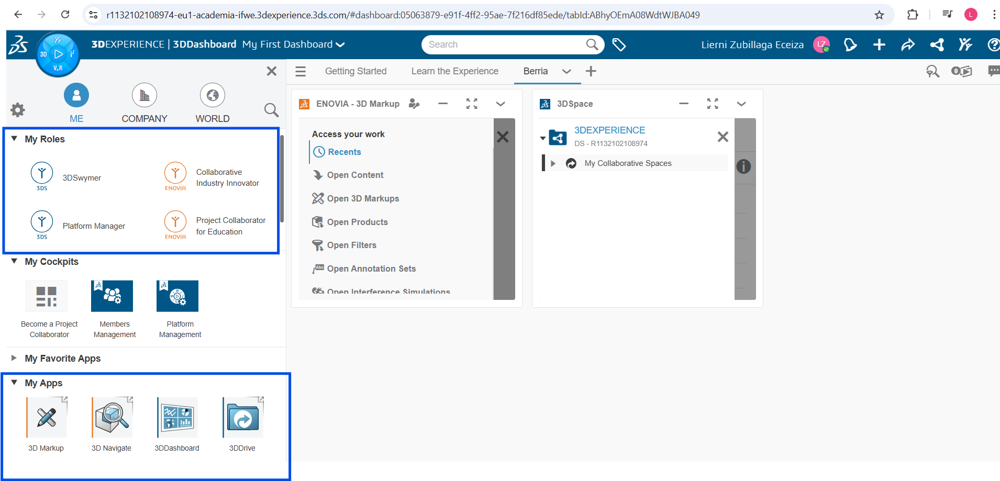 r1132102108974-eu1-academia-ifwe.3dexperience.3ds.com/#dashboard:05063879-e91f-4ff2-95ae-7f216df85ede/tabId:ABhyOEmA08WdtWJBA049
L
3DEXPERIENCE | 3DDashboard My First Dashboard
Search
Lierni Zubillaga Eceiza
LZ
3D
V.R
ME
COMPANY
WORLD
Getting Started
Learn the Experience
Berria
0
My Roles
3DS
3DSwymer
ENOVIA
Collaborative
Industry Innovator
3DS
Platform Manager
ENOVIA
Project Collaborator
for Education
My Cockpits
Become a Project
Collaborator
Members
Management
Platform
Management
My Favorite Apps
My Apps
3D Markup
3D Navigate
3DDashboard
3DDrive
ENOVIA - 3D Markup
Access your work
Recents
Open Content
Open 3D Markups
Open Products
Open Filters
Abc
Open Annotation Sets
Open Interference Simulations
3DSpace
3DEXPERIENCE
DS - R1132102108974
My Collaborative Spaces